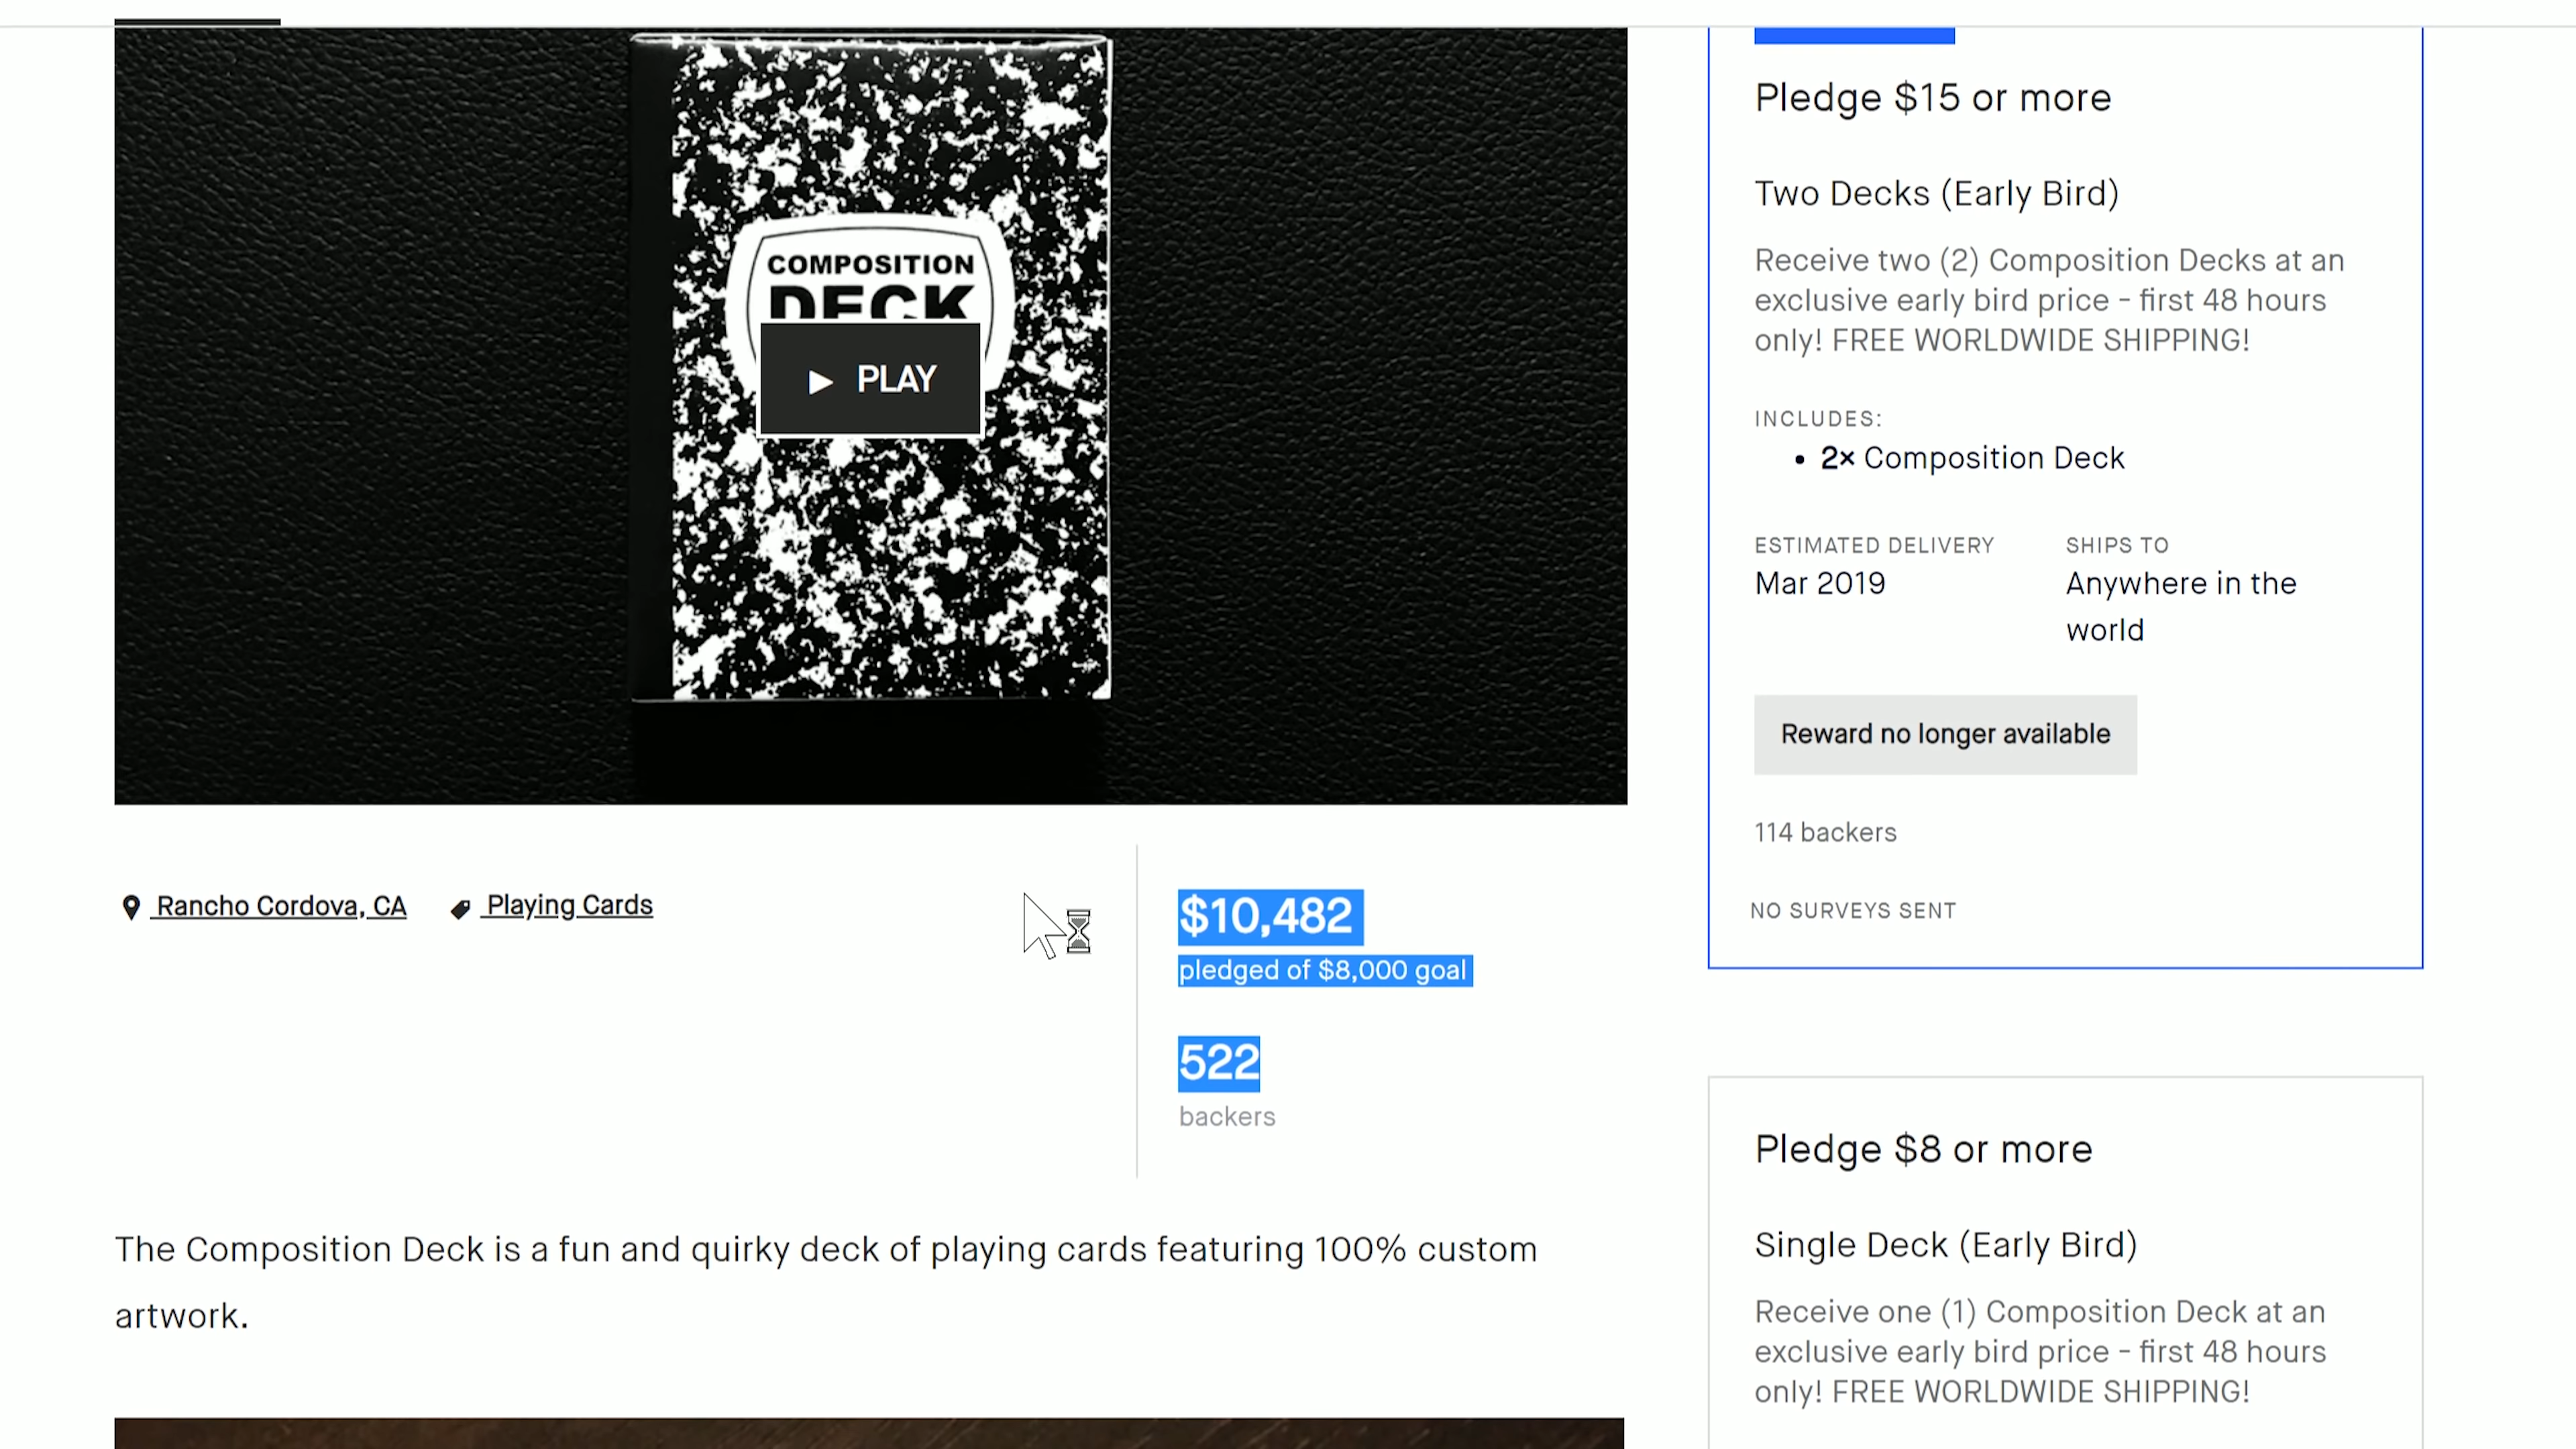 COMPOSITION
DECK
PLAY
Rancho Cordova, CA
Playing Cards
$10,482
pledged of $8,000 goal
522
backers
The Composition Deck is a fun and quirky deck of playing cards featuring 100% custom
artwork.
Pledge $15 or more
Two Decks (Early Bird)
Receive two (2) Composition Decks at an
exclusive early bird price - first 48 hours
only! FREE WORLDWIDE SHIPPING!
INCLUDES:
• 2× Composition Deck
ESTIMATED DELIVERY
Mar 2019
SHIPS TO
Anywhere in the
world
Reward no longer available
114 backers
NO SURVEYS SENT
Pledge $8 or more
Single Deck (Early Bird)
Receive one (1) Composition Deck at an
exclusive early bird price - first 48 hours
only! FREE WORLDWIDE SHIPPING!